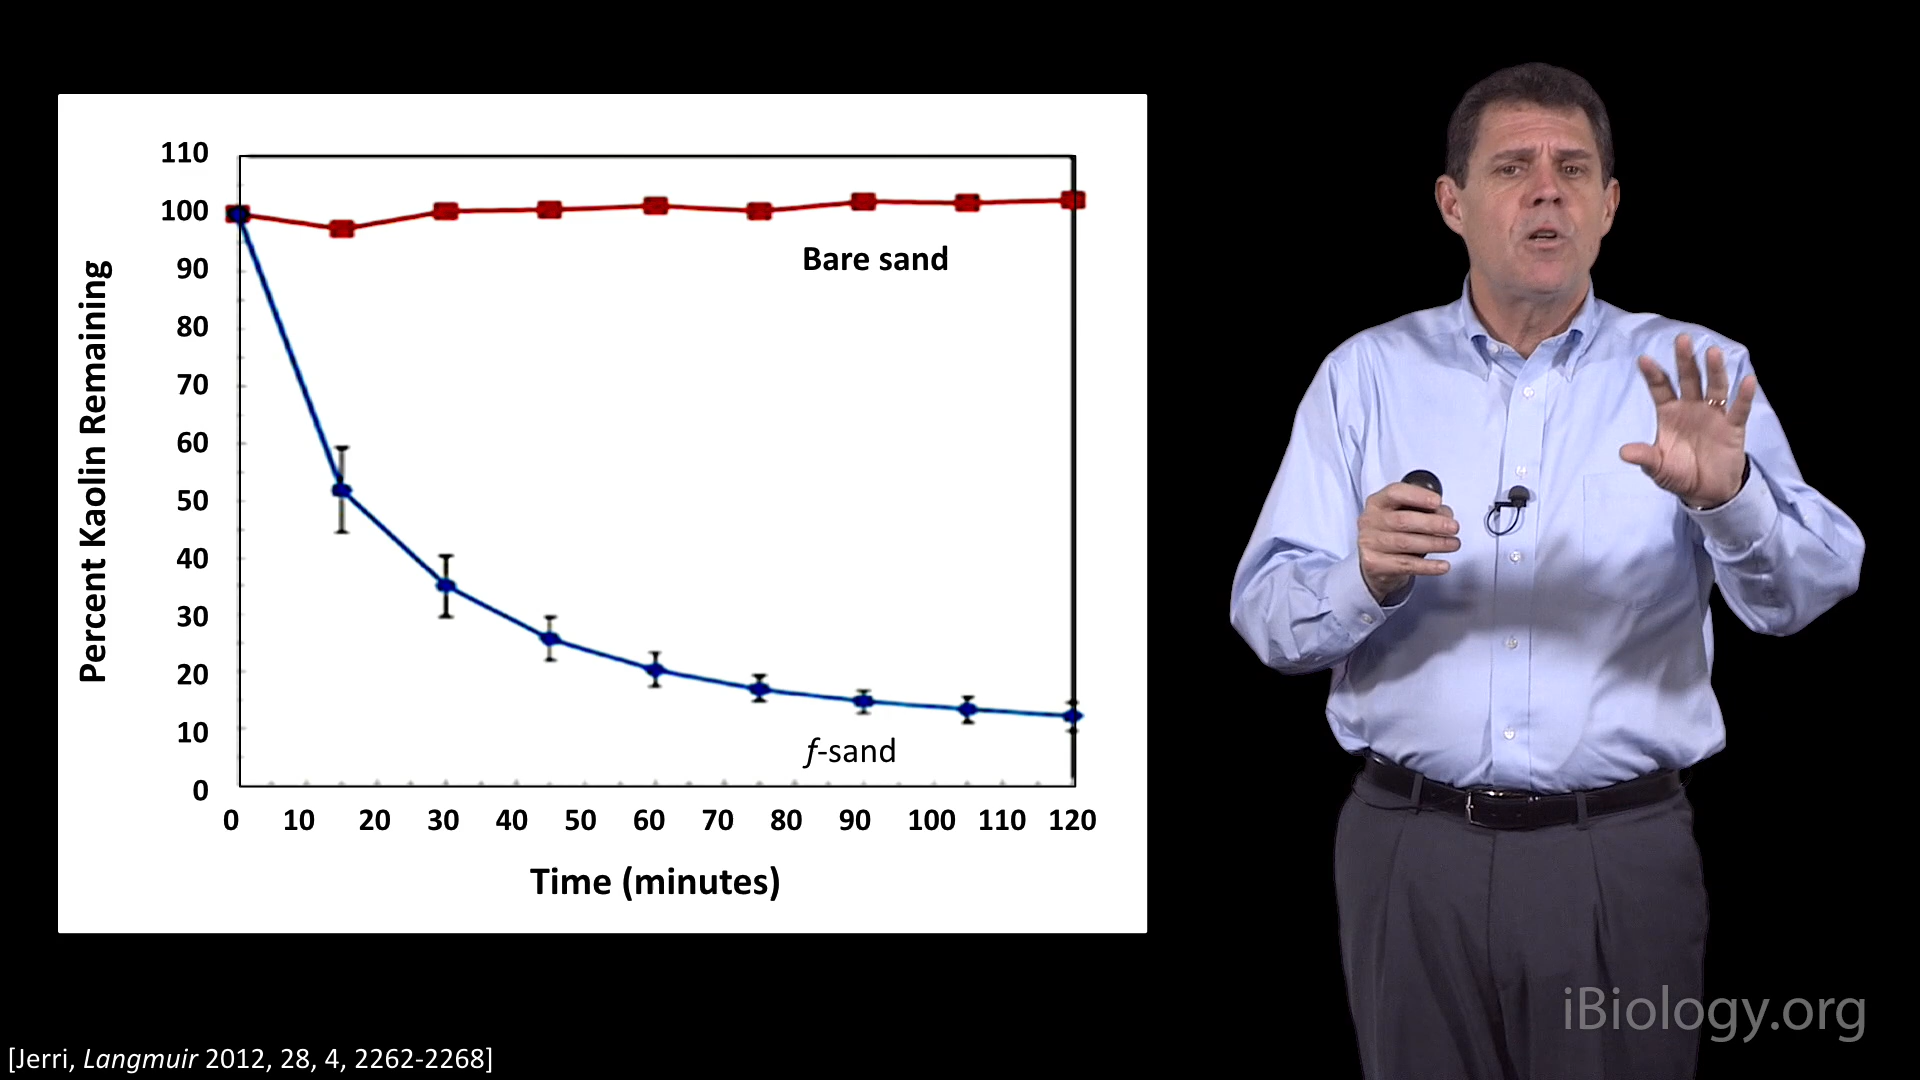 110
100
90
80
70
60
50
40
30
20
10
0
Percent Kaolin Remaining
Bare sand
f-sand
0 10 20 30 40 50 60 70 80 90 100 110 120
Time (minutes)
iBiology.org
[Jerri, Langmuir 2012, 28, 4, 2262-2268]